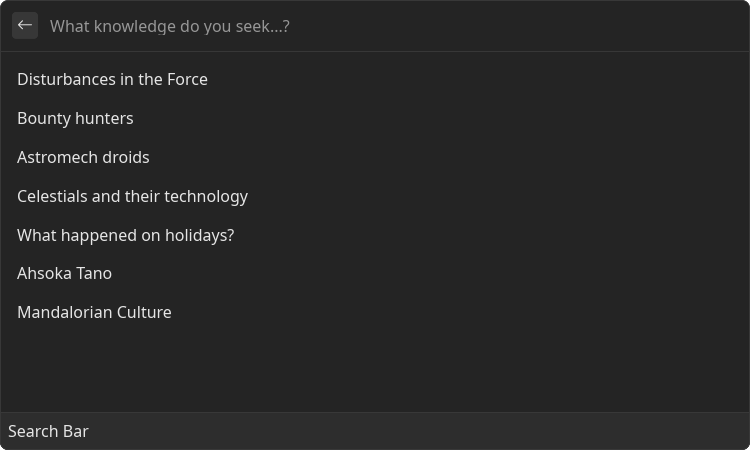 What knowledge do you seek...?
Disturbances in the Force
Bounty hunters
Astromech droids
Celestials and their technology
What happened on holidays?
Ahsoka Tano
Mandalorian Culture
Search Bar